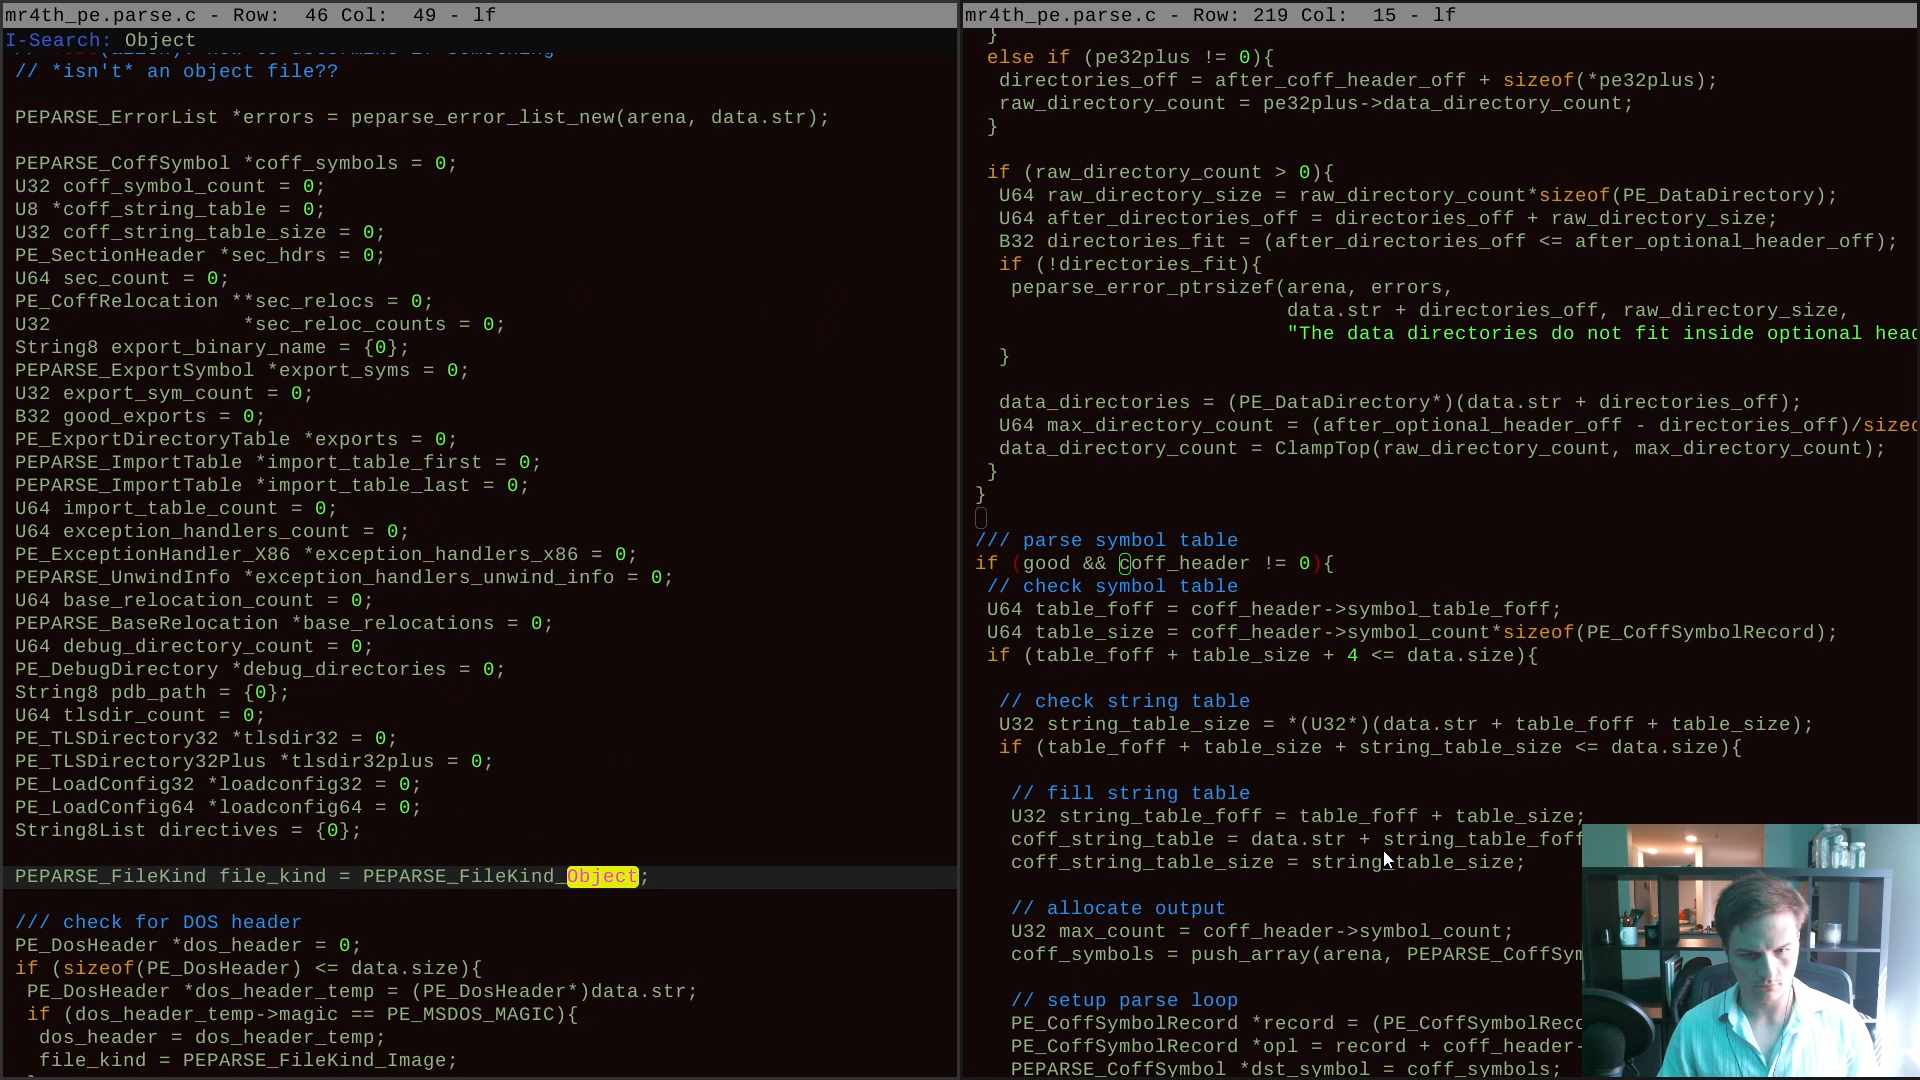 mr4th_pe.parse.c - Row:  46 Col:  49 - lf
I-Search: Object
// *isn't* an object file??
PEPARSE_ErrorList *errors = peparse_error_list_new(arena, data.str);
PEPARSE_CoffSymbol *coff_symbols = 0;
U32 coff_symbol_count = 0;
U8 *coff_string_table = 0;
U32 coff_string_table_size = 0;
PE_SectionHeader *sec_hdrs = 0;
U64 sec_count = 0;
PE_CoffRelocation **sec_relocs = 0;
U32                *sec_reloc_counts = 0;
String8 export_binary_name = {0};
PEPARSE_ExportSymbol *export_syms = 0;
U32 export_sym_count = 0;
B32 good_exports = 0;
PE_ExportDirectoryTable *exports = 0;
PEPARSE_ImportTable *import_table_first = 0;
PEPARSE_ImportTable *import_table_last = 0;
U64 import_table_count = 0;
U64 exception_handlers_count = 0;
PE_ExceptionHandler_X86 *exception_handlers_x86 = 0;
PEPARSE_UnwindInfo *exception_handlers_unwind_info = 0;
U64 base_relocation_count = 0;
PEPARSE_BaseRelocation *base_relocations = 0;
U64 debug_directory_count = 0;
PE_DebugDirectory *debug_directories = 0;
String8 pdb_path = {0};
U64 tlsdir_count = 0;
PE_TLSDirectory32 *tlsdir32 = 0;
PE_TLSDirectory32Plus *tlsdir32plus = 0;
PE_LoadConfig32 *loadconfig32 = 0;
PE_LoadConfig64 *loadconfig64 = 0;
String8List directives = {0};
PEPARSE_FileKind file_kind = PEPARSE_FileKind_Object;
/// check for DOS header
PE_DosHeader *dos_header = 0;
if (sizeof(PE_DosHeader) <= data.size){
PE_DosHeader *dos_header_temp = (PE_DosHeader*)data.str;
if (dos_header_temp->magic == PE_MSDOS_MAGIC){
dos_header = dos_header_temp;
file_kind = PEPARSE_FileKind_Image;
mr4th_pe.parse.c - Row: 219 Col:  15 - lf
}
else if (pe32plus != 0){
directories_off = after_coff_header_off + sizeof(*pe32plus);
raw_directory_count = pe32plus->data_directory_count;
}
if (raw_directory_count > 0){
U64 raw_directory_size = raw_directory_count*sizeof(PE_DataDirectory);
U64 after_directories_off = directories_off + raw_directory_size;
B32 directories_fit = (after_directories_off <= after_optional_header_off);
if (!directories_fit){
peparse_error_ptrsizef(arena, errors,
data.str + directories_off, raw_directory_size,
"The data directories do not fit inside optional head
}
data_directories = (PE_DataDirectory*)(data.str + directories_off);
U64 max_directory_count = (after_optional_header_off - directories_off)/sizeo
data_directory_count = ClampTop(raw_directory_count, max_directory_count);
}
}
/// parse symbol table
if (good && coff_header != 0){
// check symbol table
U64 table_foff = coff_header->symbol_table_foff;
U64 table_size = coff_header->symbol_count*sizeof(PE_CoffSymbolRecord);
if (table_foff + table_size + 4 <= data.size){
// check string table
U32 string_table_size = *(U32*)(data.str + table_foff + table_size);
if (table_foff + table_size + string_table_size <= data.size){
// fill string table
U32 string_table_foff = table_foff + table_size;
coff_string_table = data.str + string_table_foff
coff_string_table_size = string_table_size;
// allocate output
U32 max_count = coff_header->symbol_count;
coff_symbols = push_array(arena, PEPARSE_CoffSym
// setup parse loop
PE_CoffSymbolRecord *record = (PE_CoffSymbolReco
PE_CoffSymbolRecord *opl = record + coff_header-
PEPARSE_CoffSymbol *dst_symbol = coff_symbols;